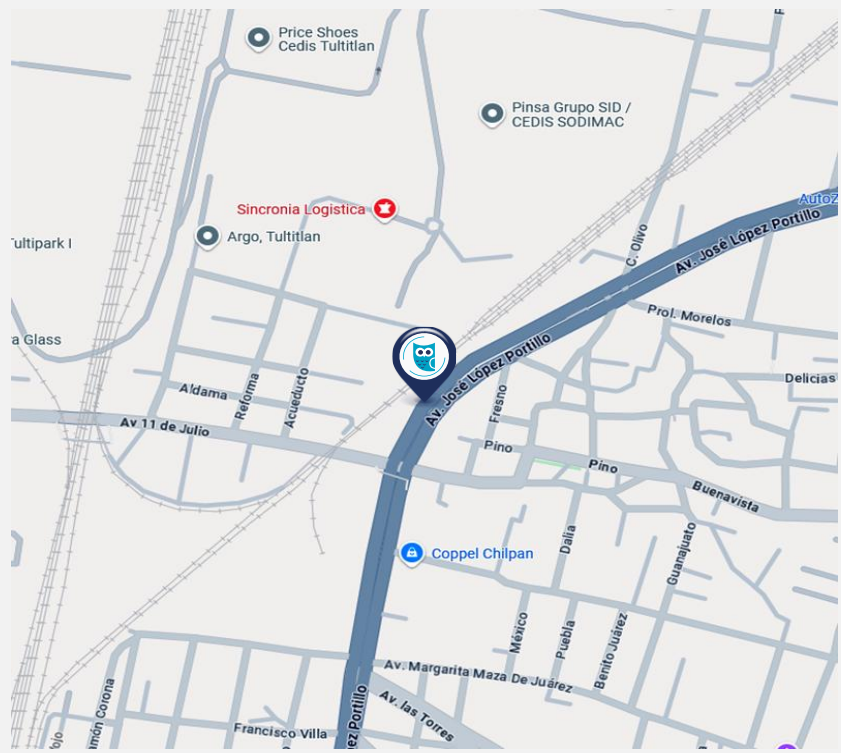 Price Shoes
Cedis Tultitlan
Pinsa Grupo SID /
CEDIS SODIMAC
AutoZ
Sincronia Logistica
Argo, Tultitlan
ultipark I
C. Olivo
Av. José López Portillo
Prol. Morelos
a Glass
Av. José López Portillo
Delicias
Aldama
Reforma
Acueducto
Fresno
Av 11 de Julio
Pino
Pino
Buenavista
Coppel Chilpan
Dalia
Guanajuato
México
Puebla
Benito Juárez
Av. Margarita Maza De Juárez
Av. las Torres
amón Corona
Francisco Villa
ez Portillo
ojo